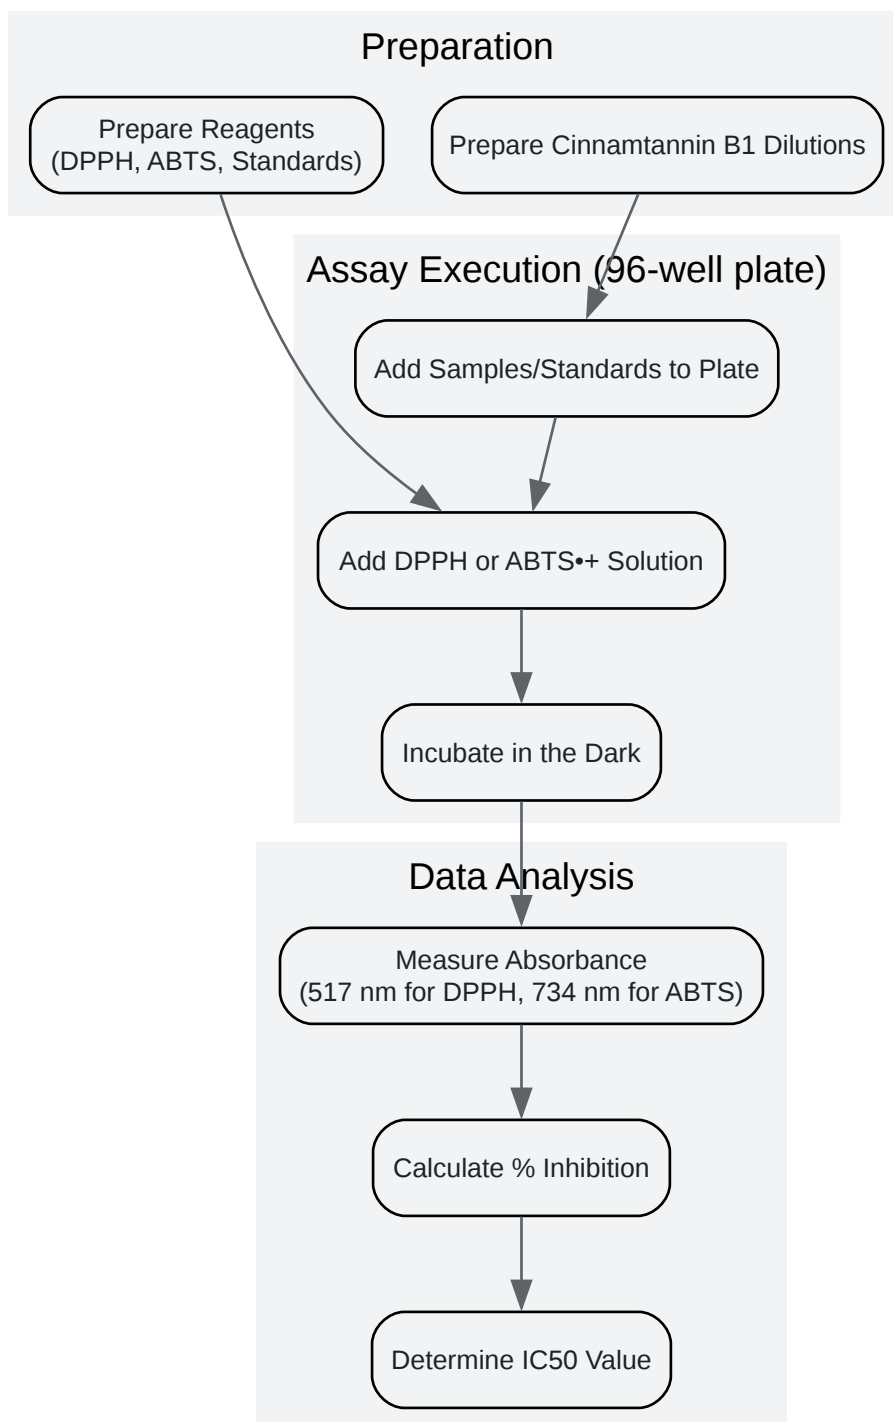 Preparation
Prepare Reagents
(DPPH, ABTS, Standards)
Prepare Cinnamtannin B1 Dilutions
Assay Execution (96-well plate)
Add Samples/Standards to Plate
Add DPPH or ABTS•+ Solution
Incubate in the Dark
Data Analysis
Measure Absorbance
(517 nm for DPPH, 734 nm for ABTS)
Calculate % Inhibition
Determine IC50 Value